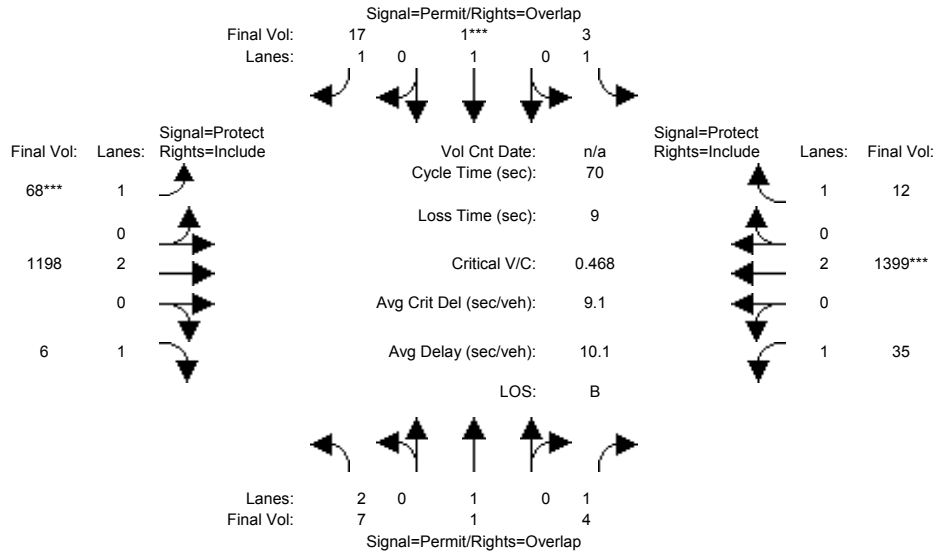 Signal=Permit/Rights=Overlap
Final Vol: 17 1*** 3
Lanes: 1 0 1 0 1
Signal=Protect Signal=Protect
Final Vol: Lanes: Rights=Include Vol Cnt Date: n/a Rights=Include Lanes: Final Vol:
Cycle Time (sec): 70
68*** 1 1 12
Loss Time (sec): 9
0 0
1198 2 Critical V/C: 0.468 2 1399***
0 Avg Crit Del (sec/veh): 9.1 0
6 1 Avg Delay (sec/veh): 10.1 1 35
LOS: B
Lanes: 2 0 1 0 1
Final Vol: 7 1 4
Signal=Permit/Rights=Overlap